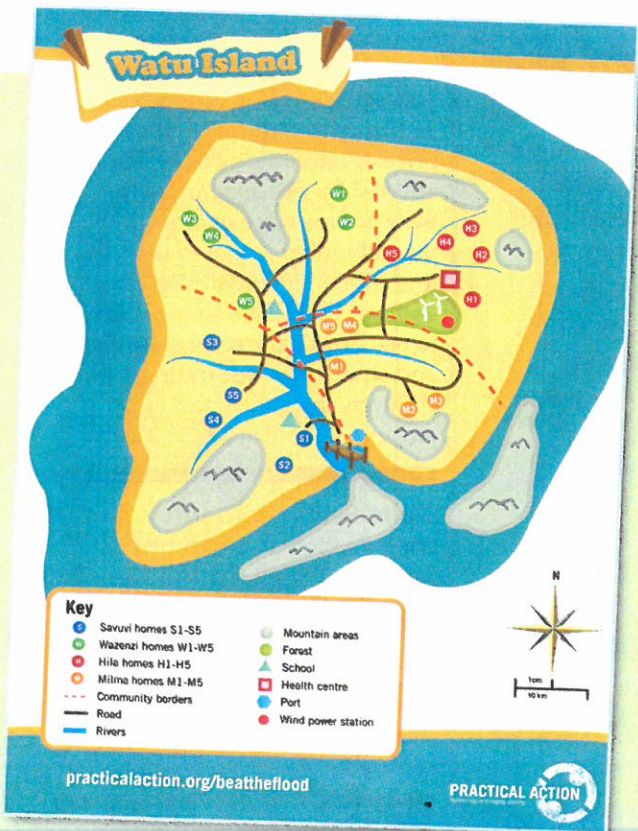 Watu Island
W1
W3
W2
W4
H3
H4
H5
H2
H1
W5
M5 M4
S3
M1
S5
M2
M3
S4
S1
S2
N
1cm
10 km
Key
S Savuvi homes S1-S5
W Wazenzi homes W1-W5
H Hila homes H1-H5
M Milma homes M1-M5
Community borders
Road
Rivers
Mountain areas
Forest
School
Health centre
Port
Wind power station
practicalaction.org/beattheflood
PRACTICAL ACTION